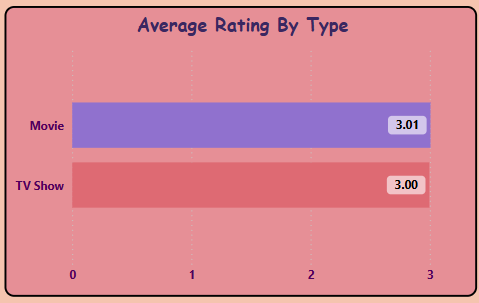 Average Rating By Type
Movie 3.01
TV Show 3.00
0 1 2 3